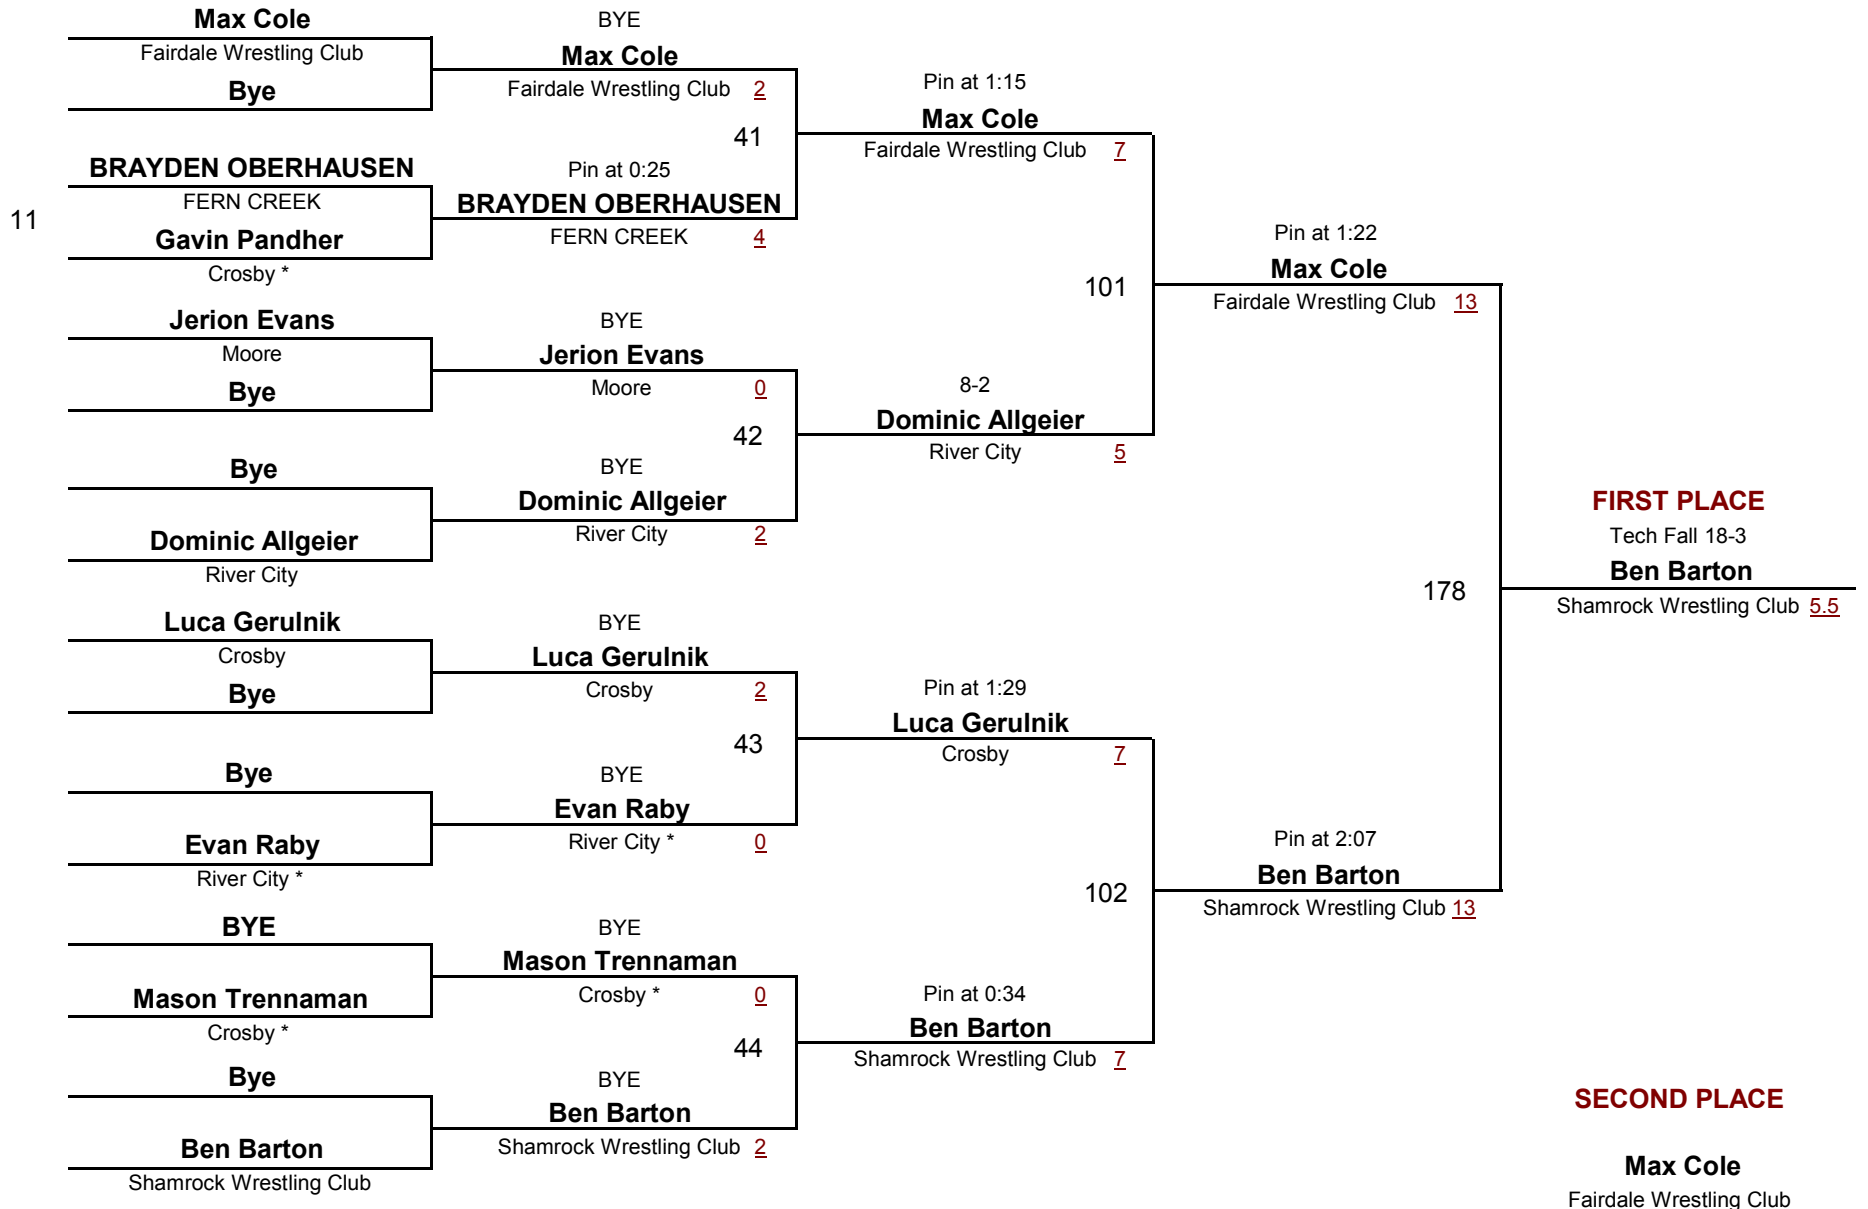 Max Cole
Fairdale Wrestling Club
Bye
11
BRAYDEN OBERHAUSEN
FERN CREEK
Gavin Pandher
Crosby *
Jerion Evans
Moore
Bye
Bye
Dominic Allgeier
River City
Luca Gerulnik
Crosby
Bye
Bye
Evan Raby
River City *
BYE
Mason Trennaman
Crosby *
Bye
Ben Barton
Shamrock Wrestling Club
BYE
Max Cole
Fairdale Wrestling Club 2
41
Pin at 0:25
BRAYDEN OBERHAUSEN
FERN CREEK 4
BYE
Jerion Evans
Moore 0
42
BYE
Dominic Allgeier
River City 2
BYE
Luca Gerulnik
Crosby 2
43
BYE
Evan Raby
River City * 0
BYE
Mason Trennaman
Crosby * 0
44
BYE
Ben Barton
Shamrock Wrestling Club 2
Pin at 1:15
Max Cole
Fairdale Wrestling Club 7
101
8-2
Dominic Allgeier
River City 5
Pin at 1:29
Luca Gerulnik
Crosby 7
102
Pin at 0:34
Ben Barton
Shamrock Wrestling Club 7
Pin at 1:22
Max Cole
Fairdale Wrestling Club 13
178
Pin at 2:07
Ben Barton
Shamrock Wrestling Club 13
FIRST PLACE
Tech Fall 18-3
Ben Barton
Shamrock Wrestling Club 5.5
SECOND PLACE
Max Cole
Fairdale Wrestling Club